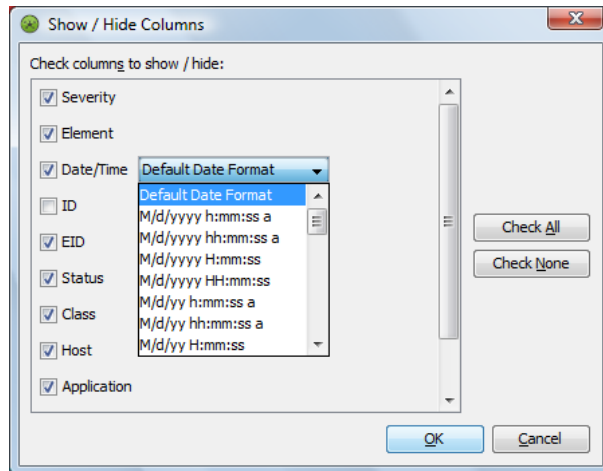 Show / Hide Columns
Check columns to show / hide:
Severity
Element
Date/Time Default Date Format
Default Date Format
M/d/yyyy h:mm:ss a
M/d/yyyy hh:mm:ss a
M/d/yyyy H:mm:ss
M/d/yyyy HH:mm:ss
M/d/yy h:mm:ss a
M/d/yy hh:mm:ss a
M/d/yy H:mm:ss
ID
EID
Status
Class
Host
Application
Check All
Check None
OK
Cancel